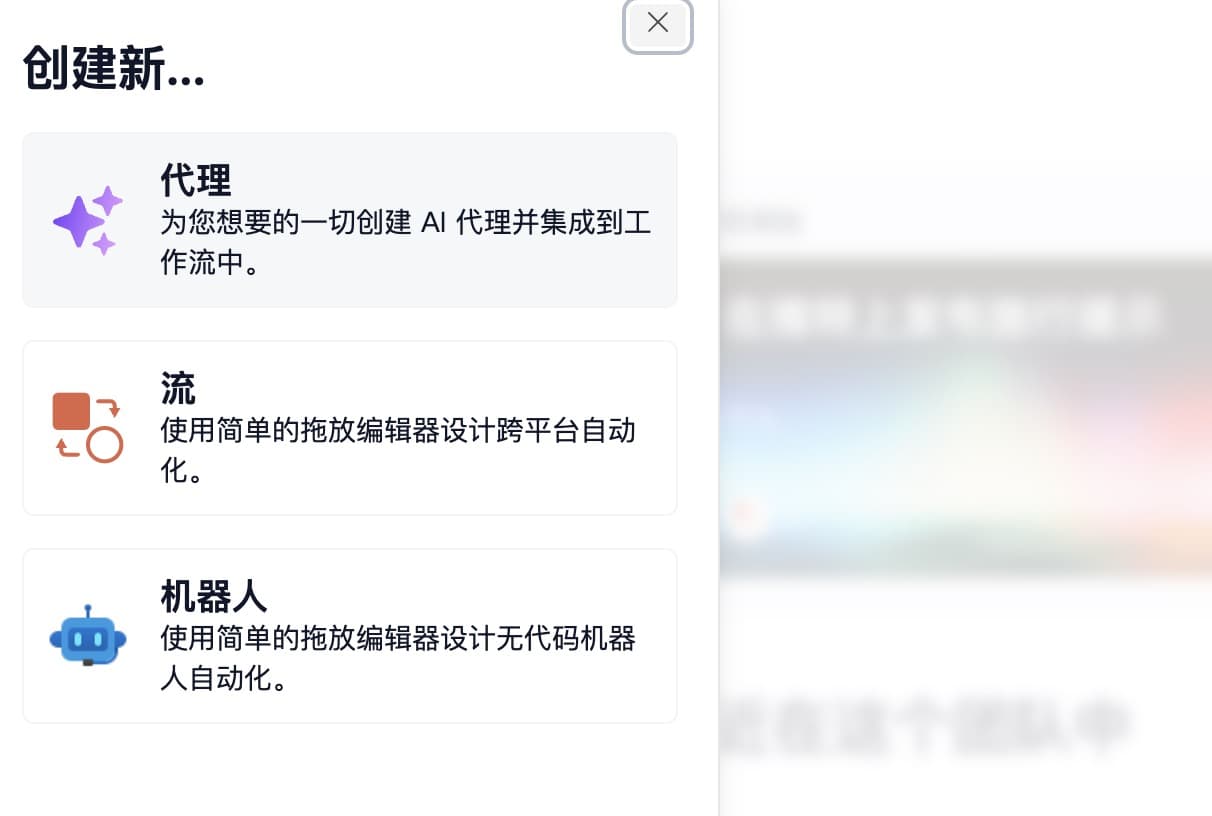 创建新...
代理
为您想要的一切创建 AI 代理并集成到工
作流中。
流
使用简单的拖放编辑器设计跨平台自动
化。
机器人
使用简单的拖放编辑器设计无代码机器
人自动化。